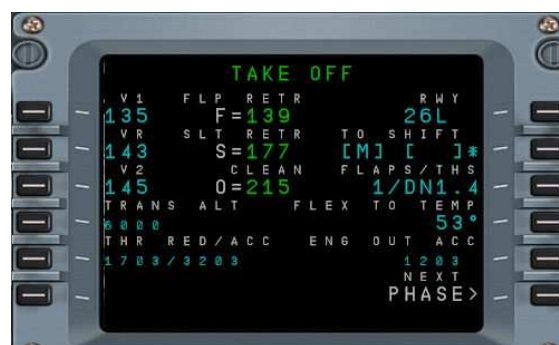 TAKE OFF
V1 FLP RETR RWY
135 F=139 26L
VR SLT RETR TO SHIFT
143 S=177 [M] [ ]*
V2 CLEAN FLAPS/THS
145 O=215 1/DN1.4
TRANS ALT FLEX TO TEMP
6000 53°
THR RED/ACC ENG OUT ACC
1703/3203 1203
NEXT
PHASE>